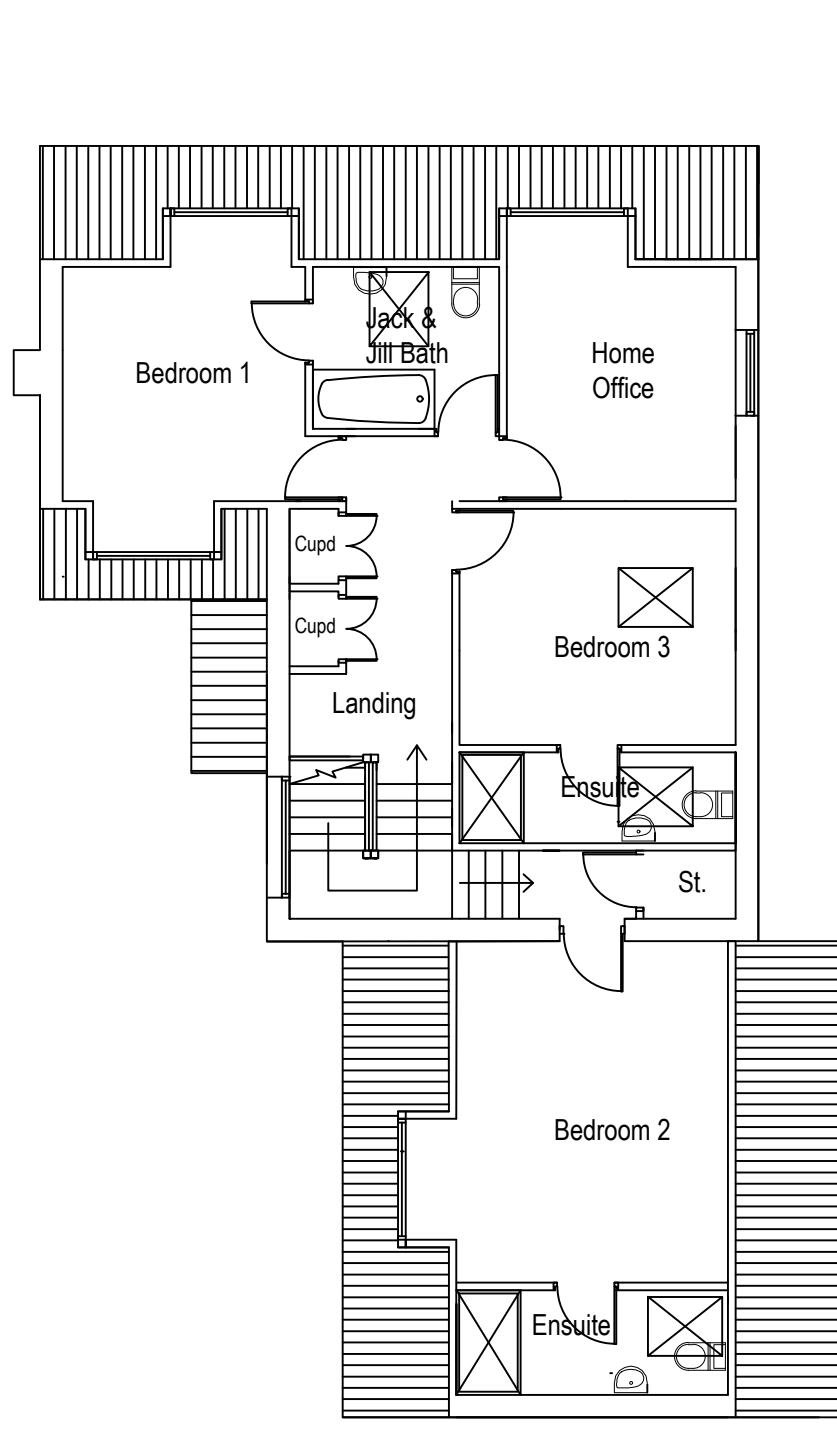 Jack &
Jill Bath
Bedroom 1
Home
Office
Cupd
Cupd
Bedroom 3
Landing
Ensuite
St.
Bedroom 2
Ensuite